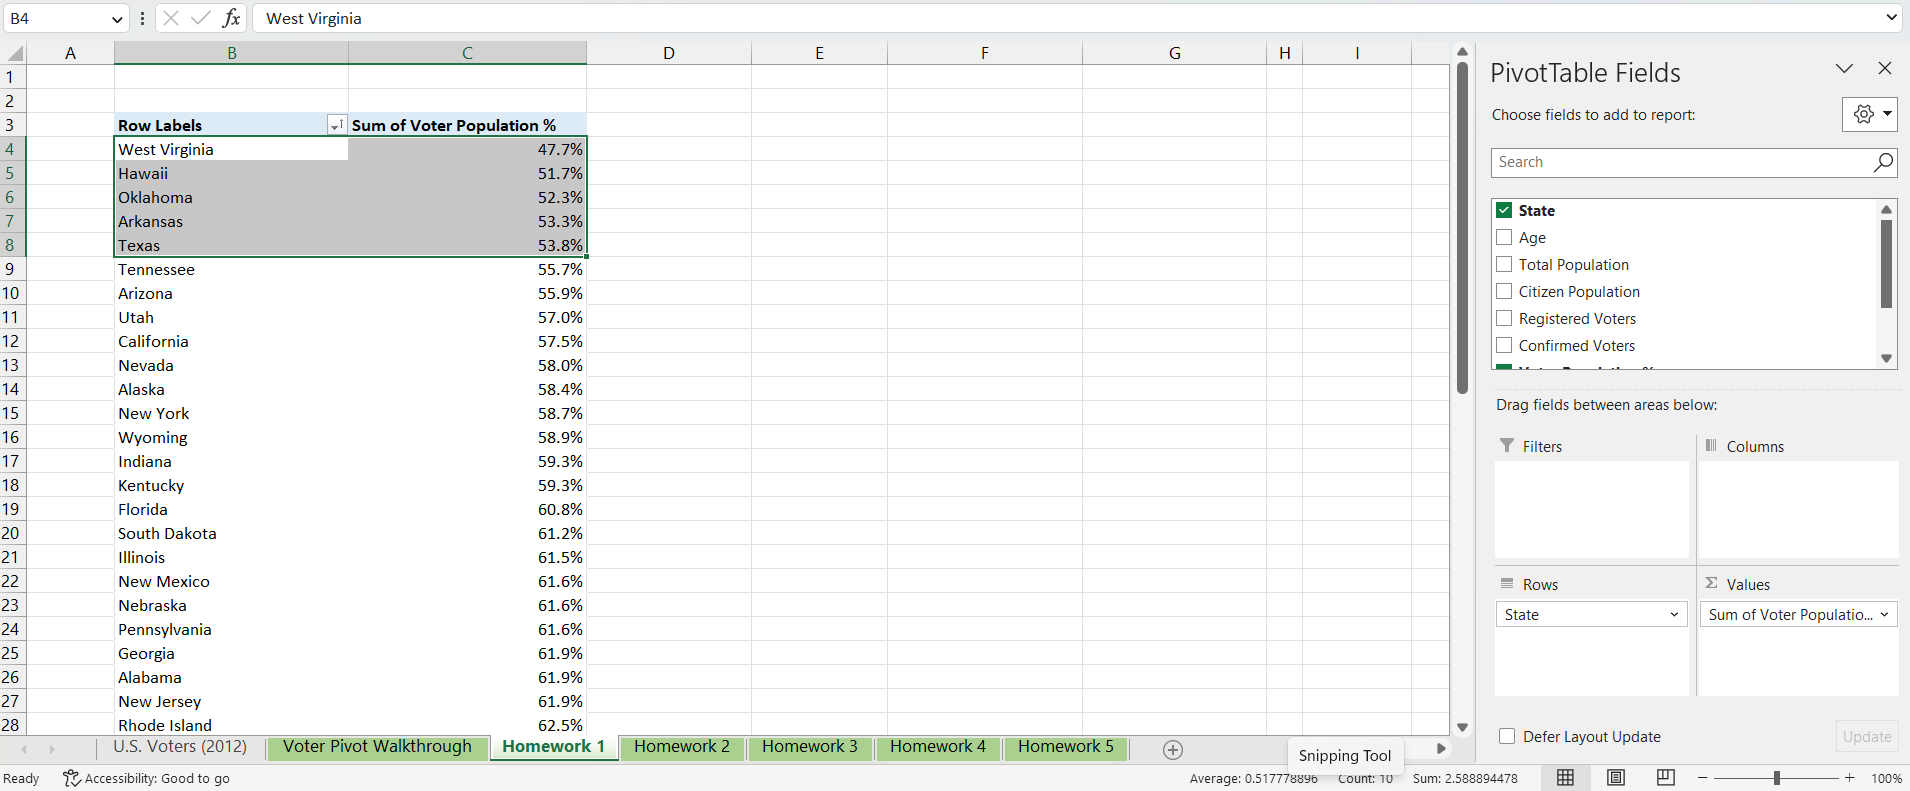 B4
fx
West Virginia
A B C D E F G H I
1
2
3 Row Labels Sum of Voter Population %
4 West Virginia 47.7%
5 Hawaii 51.7%
6 Oklahoma 52.3%
7 Arkansas 53.3%
8 Texas 53.8%
9 Tennessee 55.7%
10 Arizona 55.9%
11 Utah 57.0%
12 California 57.5%
13 Nevada 58.0%
14 Alaska 58.4%
15 New York 58.7%
16 Wyoming 58.9%
17 Indiana 59.3%
18 Kentucky 59.3%
19 Florida 60.8%
20 South Dakota 61.2%
21 Illinois 61.5%
22 New Mexico 61.6%
23 Nebraska 61.6%
24 Pennsylvania 61.6%
25 Georgia 61.9%
26 Alabama 61.9%
27 New Jersey 61.9%
28 Rhode Island 62.5%
U.S. Voters (2012) Voter Pivot Walkthrough Homework 1 Homework 2 Homework 3 Homework 4 Homework 5
Snipping Tool
Ready Accessibility: Good to go Average: 0.517778896 Count: 10 Sum: 2.588894478 100%
PivotTable Fields
Choose fields to add to report:
Search
State
Age
Total Population
Citizen Population
Registered Voters
Confirmed Voters
Drag fields between areas below:
Filters
Columns
Rows
Σ Values
State
Sum of Voter Populatio...
Defer Layout Update
Update